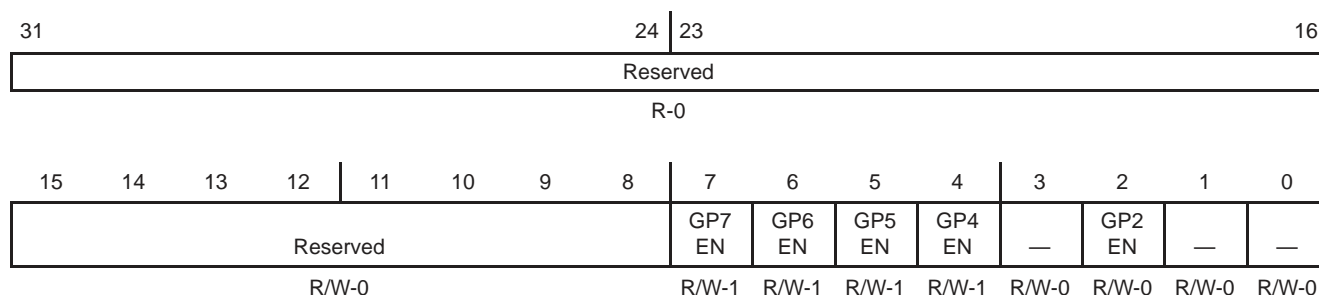 31 24 23 16
Reserved
R-0
15 14 13 12 11 10 9 8 7 6 5 4 3 2 1 0
GP7 GP6 GP5 GP4 GP2
Reserved EN EN EN EN — EN — —
R/W-0 R/W-1 R/W-1 R/W-1 R/W-1 R/W-0 R/W-0 R/W-0 R/W-0